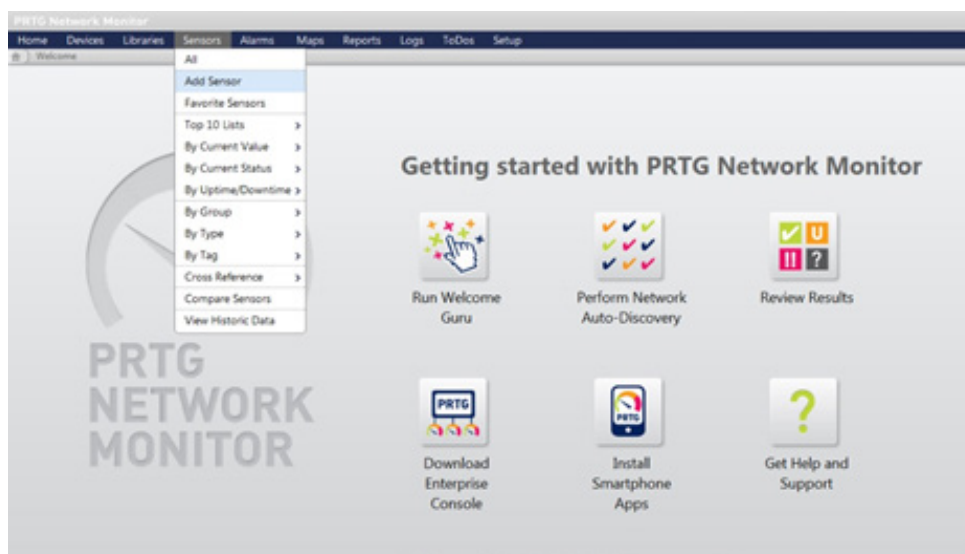 PRTG Network Monitor
Home Devices Libraries Sensors Alarms Maps Reports Logs ToDos Setup
Welcome
All
Add Sensor
Favorite Sensors
Top 10 Lists
By Current Value
By Current Status
By Uptime/Downtime
By Group
By Type
By Tag
Cross Reference
Compare Sensors
View Historic Data
PRTG
NETWORK
MONITOR
Getting started with PRTG Network Monitor
Run Welcome
Guru
Perform Network
Auto-Discovery
U
!! ?
Review Results
PRTG
Download
Enterprise
Console
PRTG
Install
Smartphone
Apps
?
Get Help and
Support